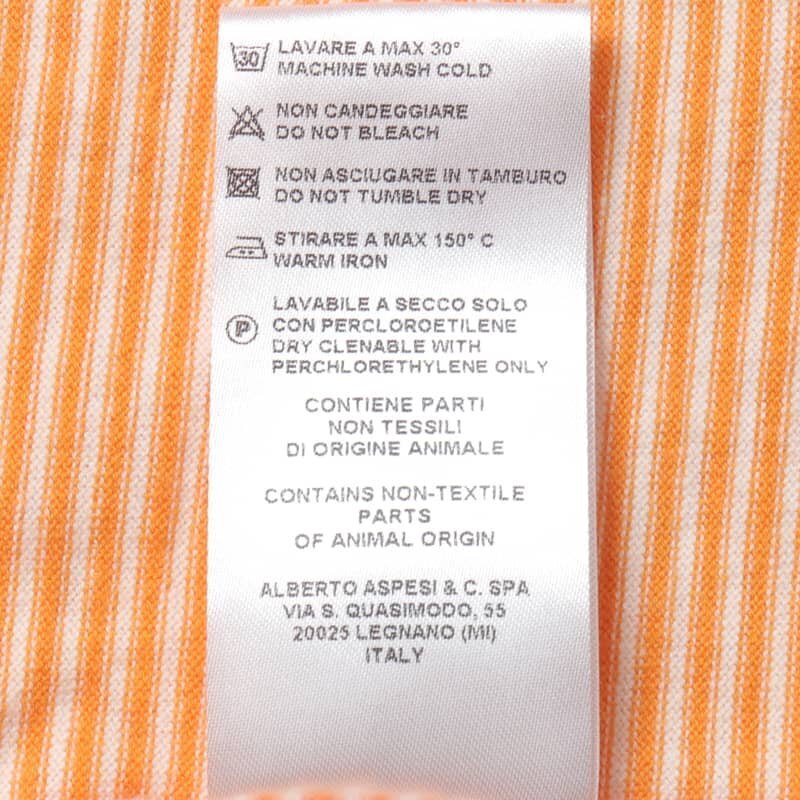 30 LAVARE A MAX 30°
MACHINE WASH COLD
NON CANDEGGIARE
DO NOT BLEACH
NON ASCIUGARE IN TAMBURO
DO NOT TUMBLE DRY
STIRARE A MAX 150° C
WARM IRON
LAVABILE A SECCO SOLO
P CON PERCLOROETILENE
DRY CLENABLE WITH
PERCHLORETHYLENE ONLY
CONTIENE PARTI
NON TESSILI
DI ORIGINE ANIMALE
CONTAINS NON-TEXTILE
PARTS
OF ANIMAL ORIGIN
ALBERTO ASPESI & C. SPA
VIA S. QUASIMODO, 55
20025 LEGNANO (MI)
ITALY